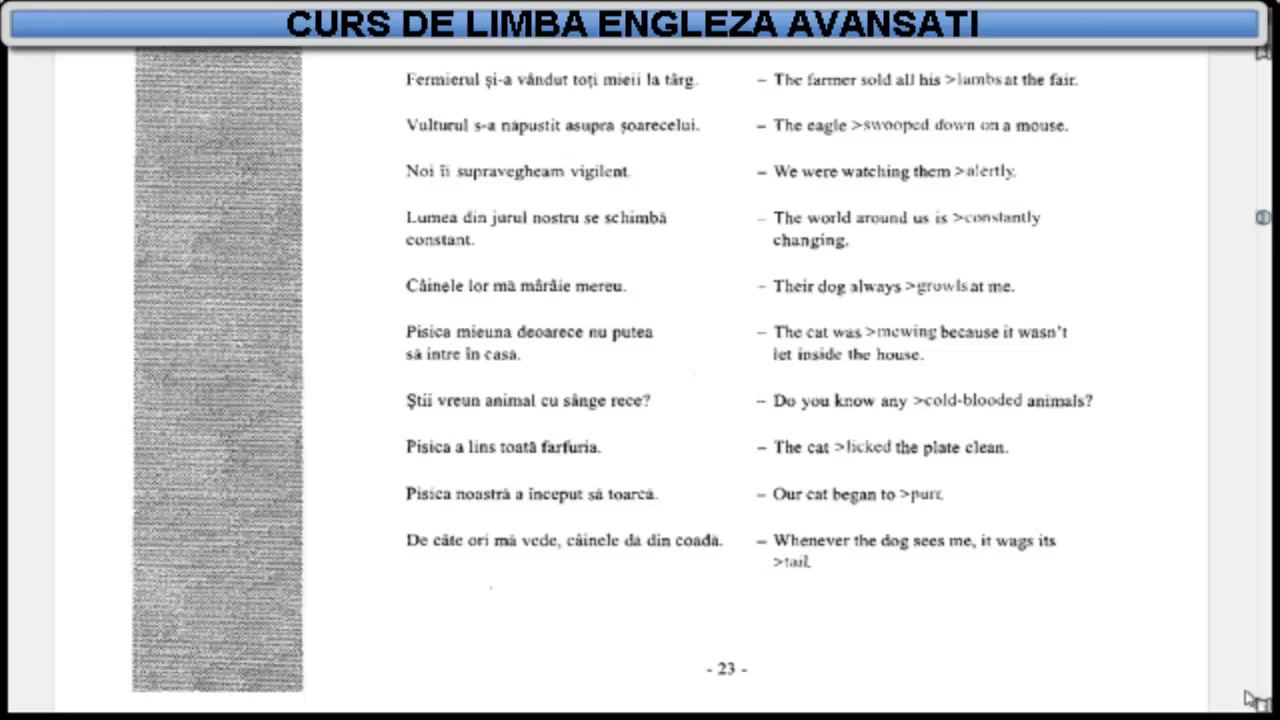 CURS DE LIMBA ENGLEZA AVANSATI
Fermierul și-a vândut toți mieii la târg. – The farmer sold all his >lambs at the fair.
Vulturul s-a năpustit asupra șoarecelui. – The eagle >swooped down on a mouse.
Noi îi supravegheam vigilent. – We were watching them >alertly.
Lumea din jurul nostru se schimbă – The world around us is >constantly
constant. changing.
Câinele lor mă mârâie mereu. – Their dog always >growls at me.
Pisica mieuna deoarece nu putea – The cat was >mewing because it wasn't
să intre în casă. let inside the house.
Știi vreun animal cu sânge rece? – Do you know any >cold-blooded animals?
Pisica a lins toată farfuria. – The cat >licked the plate clean.
Pisica noastră a început să toarcă. – Our cat began to >purr.
De câte ori mă vede, câinele dă din coadă. – Whenever the dog sees me, it wags its
>tail.
- 23 -